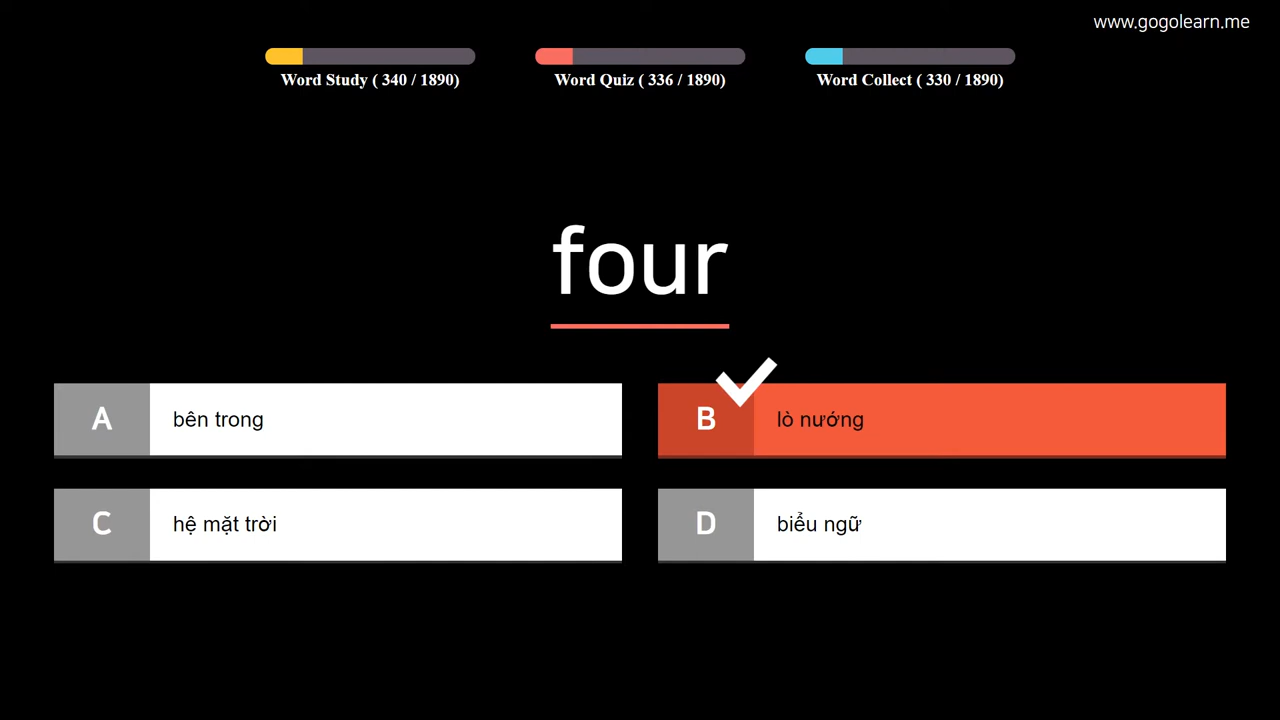 www.gogolearn.me
Word Study ( 340 / 1890)
Word Quiz ( 336 / 1890)
Word Collect ( 330 / 1890)
four
A bên trong
B lò nướng
C hệ mặt trời
D biểu ngữ